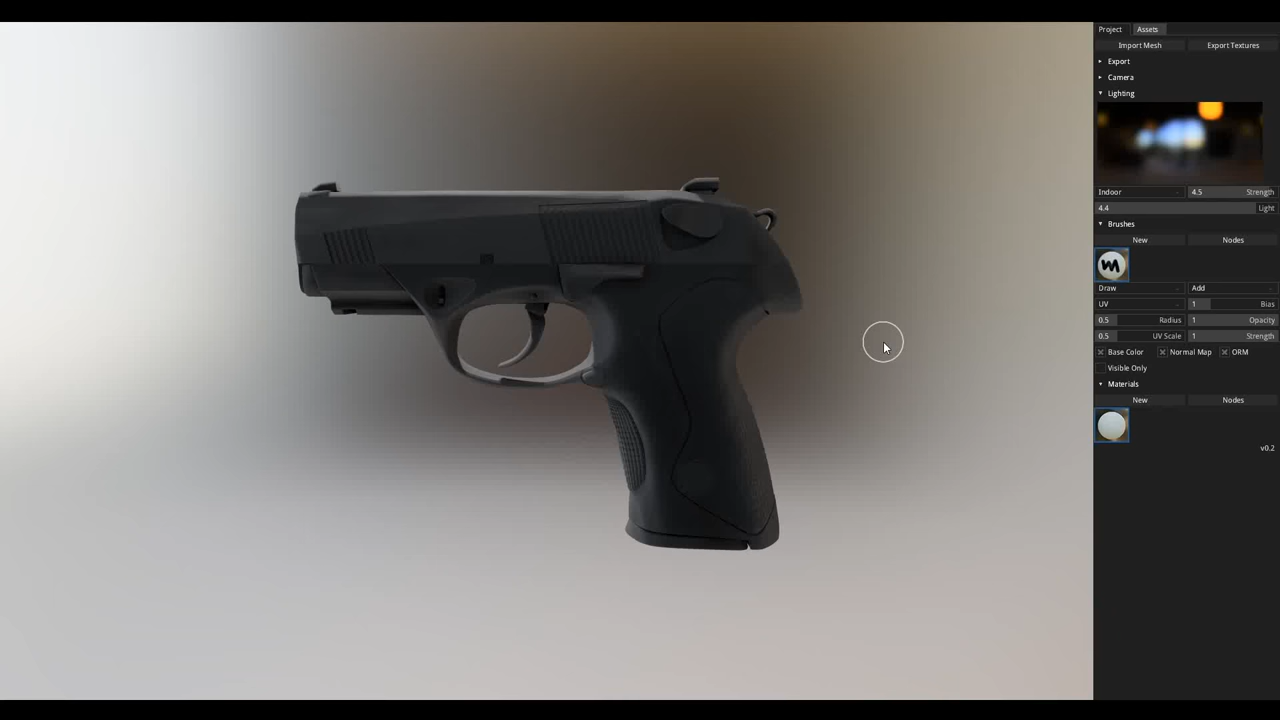 Project Assets
Import Mesh Export Textures
Export
Camera
Lighting
Indoor 4.5 Strength
4.4 Light
Brushes
New Nodes
Draw Add
UV 1 Bias
0.5 Radius 1 Opacity
0.5 UV Scale 1 Strength
Base Color Normal Map ORM
Visible Only
Materials
New Nodes
v0.2